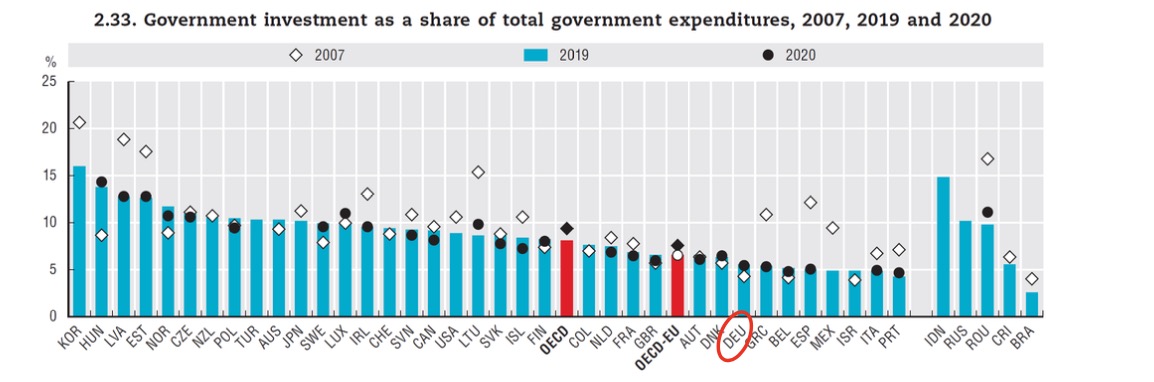 2.33. Government investment as a share of total government expenditures, 2007, 2019 and 2020
2007 2019 2020
%
25
20
15
10
5
0
KOR HUN LVA EST NOR CZE NZL POL TUR AUS JPN SWE LUX IRL CHE SVN CAN USA LTU SVK ISL FIN OECD COL NLD FRA GBR OECD-EU AUT DNK DEU GRC BEL ESP MEX ISR ITA PRT IDN RUS ROU CRI BRA